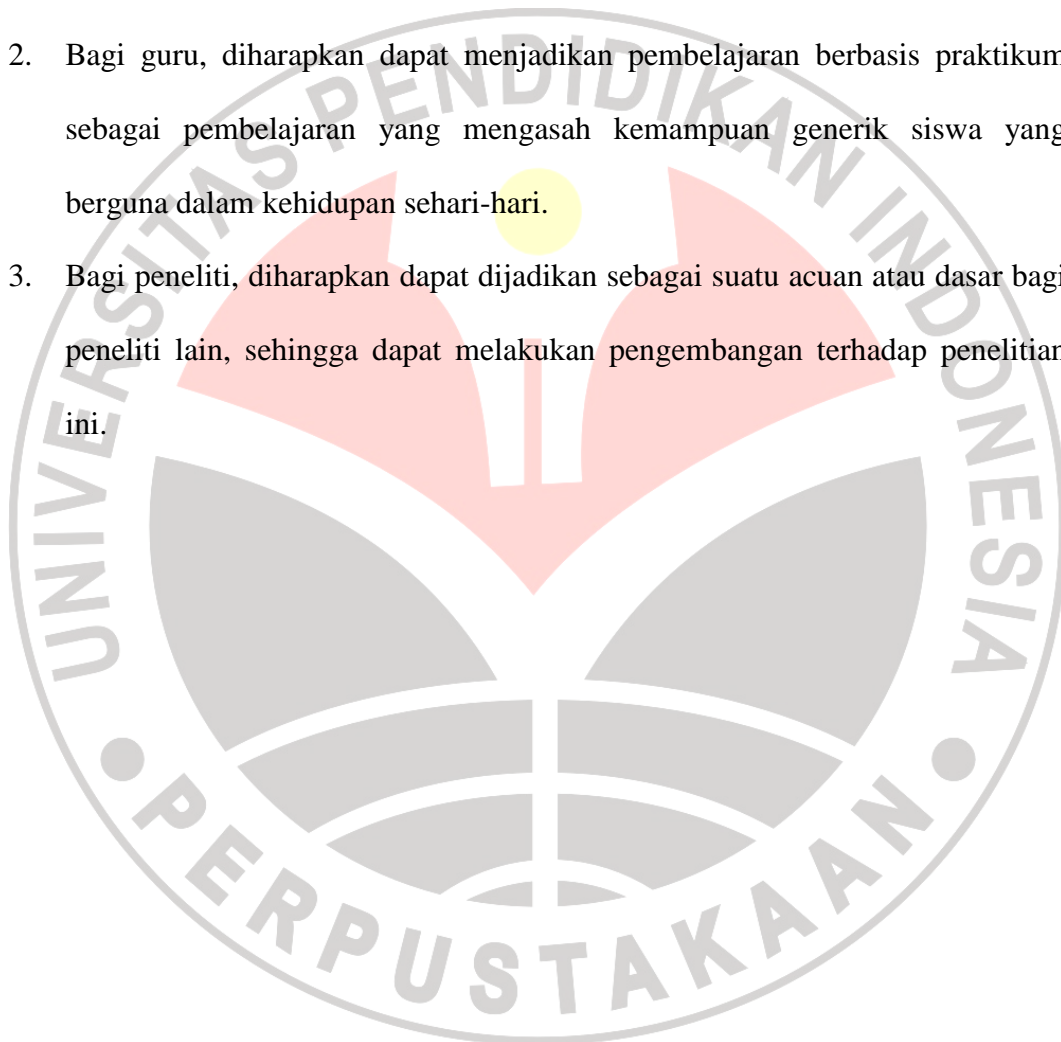 2. Bagi guru, diharapkan dapat menjadikan pembelajaran berbasis praktikum
sebagai pembelajaran yang mengasah kemampuan generik siswa yang
berguna dalam kehidupan sehari-hari.
3. Bagi peneliti, diharapkan dapat dijadikan sebagai suatu acuan atau dasar bagi
peneliti lain, sehingga dapat melakukan pengembangan terhadap penelitian
ini.
UNIVERSITAS PENDIDIKAN INDONESIA
PERPUSTAKAAN